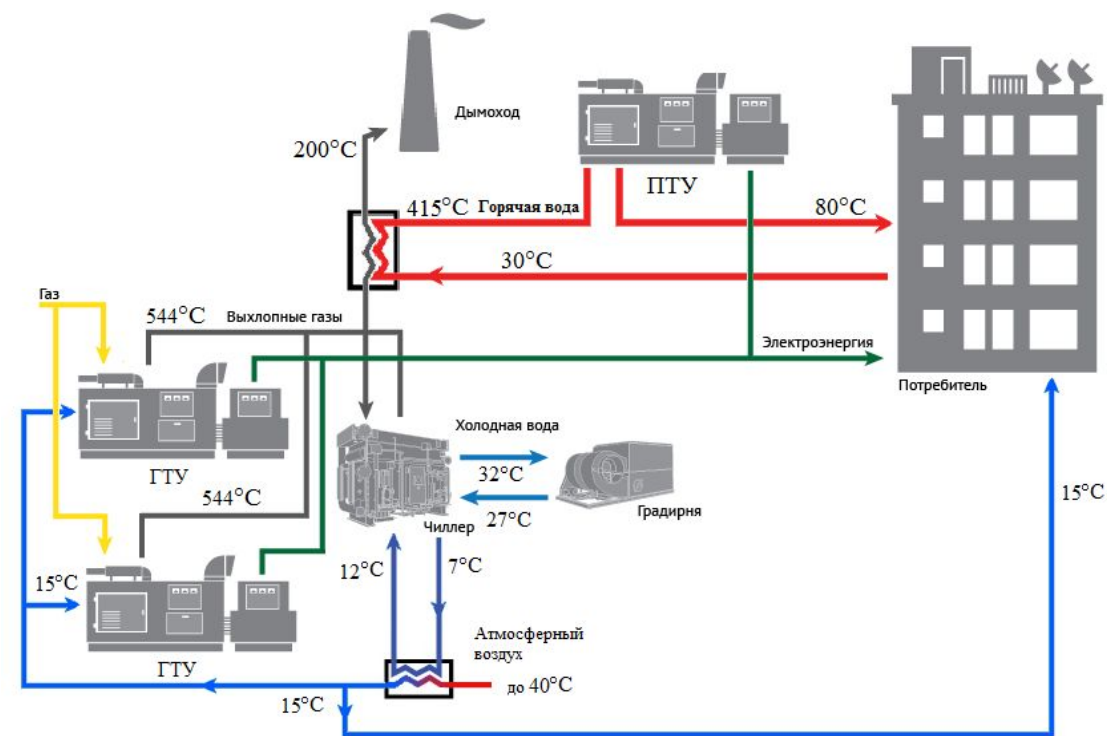 Дымоход
200°C
ПТУ
415°C
Горячая вода
80°C
30°C
Газ
544°C
Выхлопные газы
Электроэнергия
Потребитель
ГТУ
Холодная вода
32°C
27°C
Градирня
Чиллер
544°C
15°C
15°C
12°C
7°C
ГТУ
Атмосферный
воздух
до 40°C
15°C